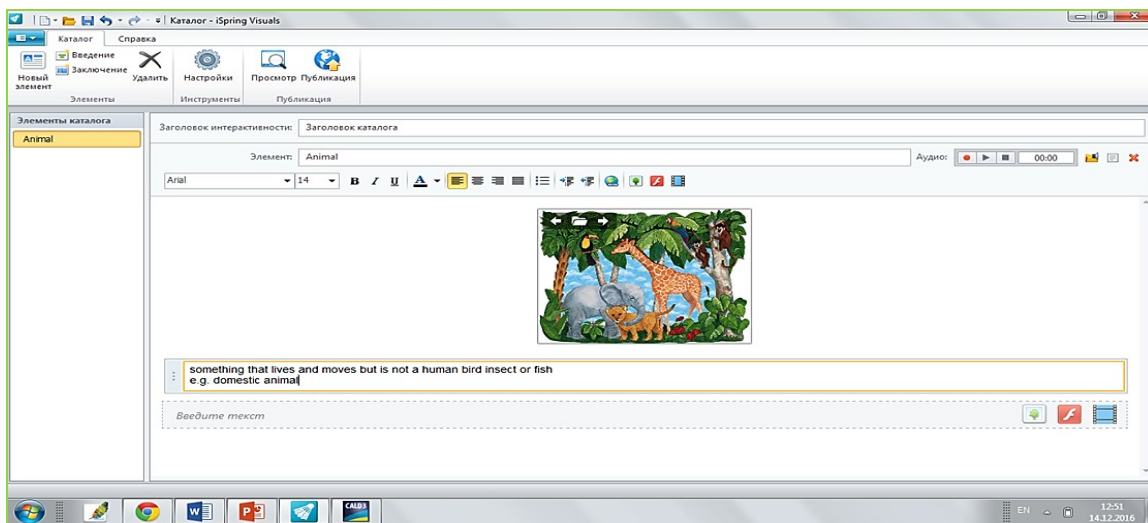 Каталог - iSpring Visuals
Каталог Справка
Новый элемент
Введение
Заключение
Удалить
Настройки
Просмотр
Публикация
Элементы
Инструменты
Публикация
Элементы каталога
Animal
Заголовок интерактивности: Заголовок каталога
Элемент: Animal
Аудио: 00:00
Arial 14 B I U A
something that lives and moves but is not a human bird insect or fish
e.g. domestic animal
Введите текст
CALD3
EN 12:51
14.12.2016